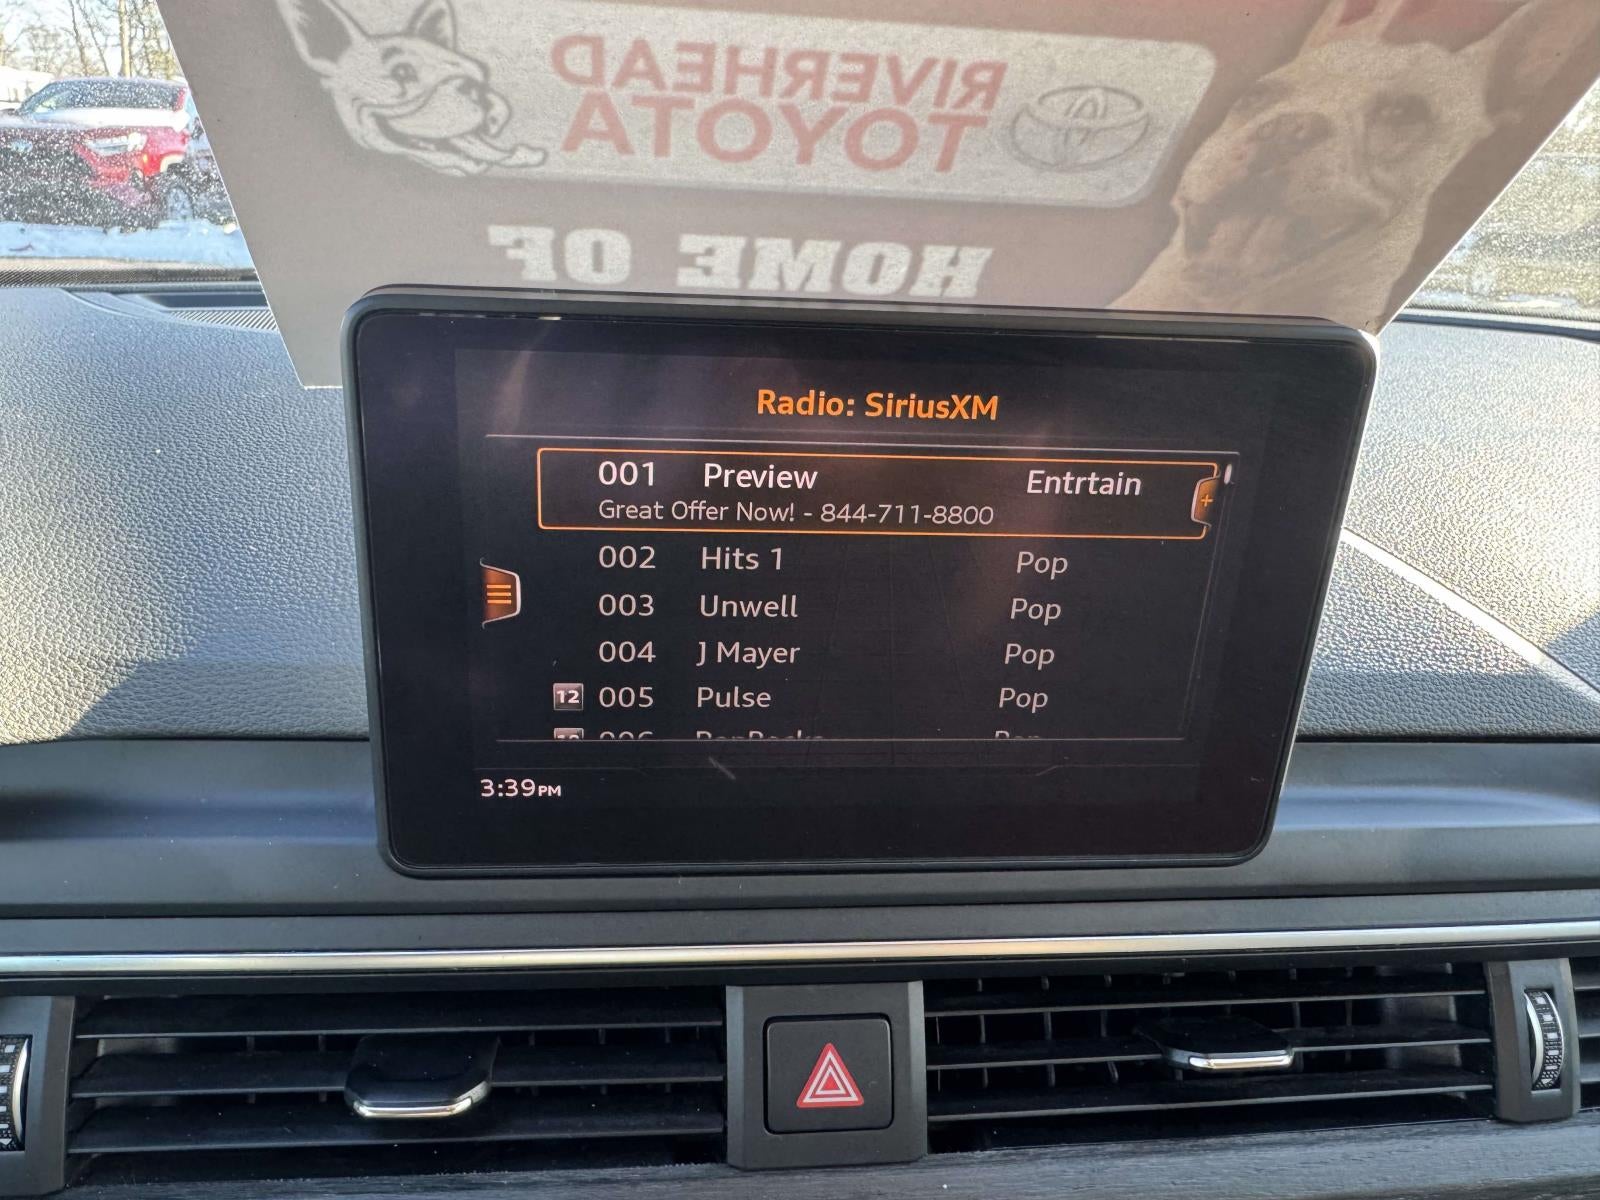 RIVERHEAD
TOYOTA
HOME OF
Radio: SiriusXM
001 Preview Entrtain
Great Offer Now! - 844-711-8800
+
002 Hits 1 Pop
003 Unwell Pop
004 J Mayer Pop
12 005 Pulse Pop
3:39PM